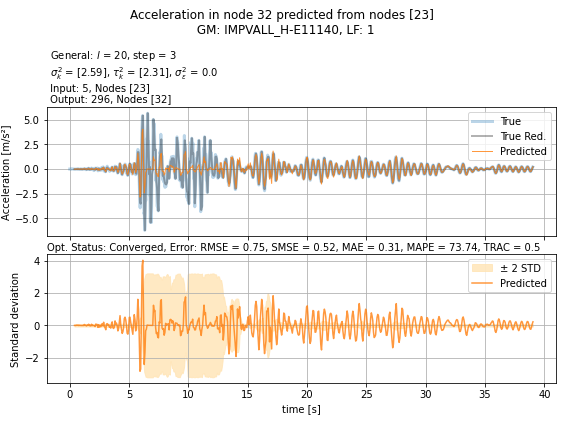 Acceleration in node 32 predicted from nodes [23]
GM: IMPVALL_H-E11140, LF: 1
General: l = 20, step = 3
σ²ₖ = [2.59], τ²ₖ = [2.31], σ²ε = 0.0
Input: 5, Nodes [23]
Output: 296, Nodes [32]
Acceleration [m/s²]
5.0
2.5
0.0
−2.5
−5.0
True
True Red.
Predicted
Opt. Status: Converged, Error: RMSE = 0.75, SMSE = 0.52, MAE = 0.31, MAPE = 73.74, TRAC = 0.5
Standard deviation
4
2
0
−2
± 2 STD
Predicted
0 5 10 15 20 25 30 35 40
time [s]